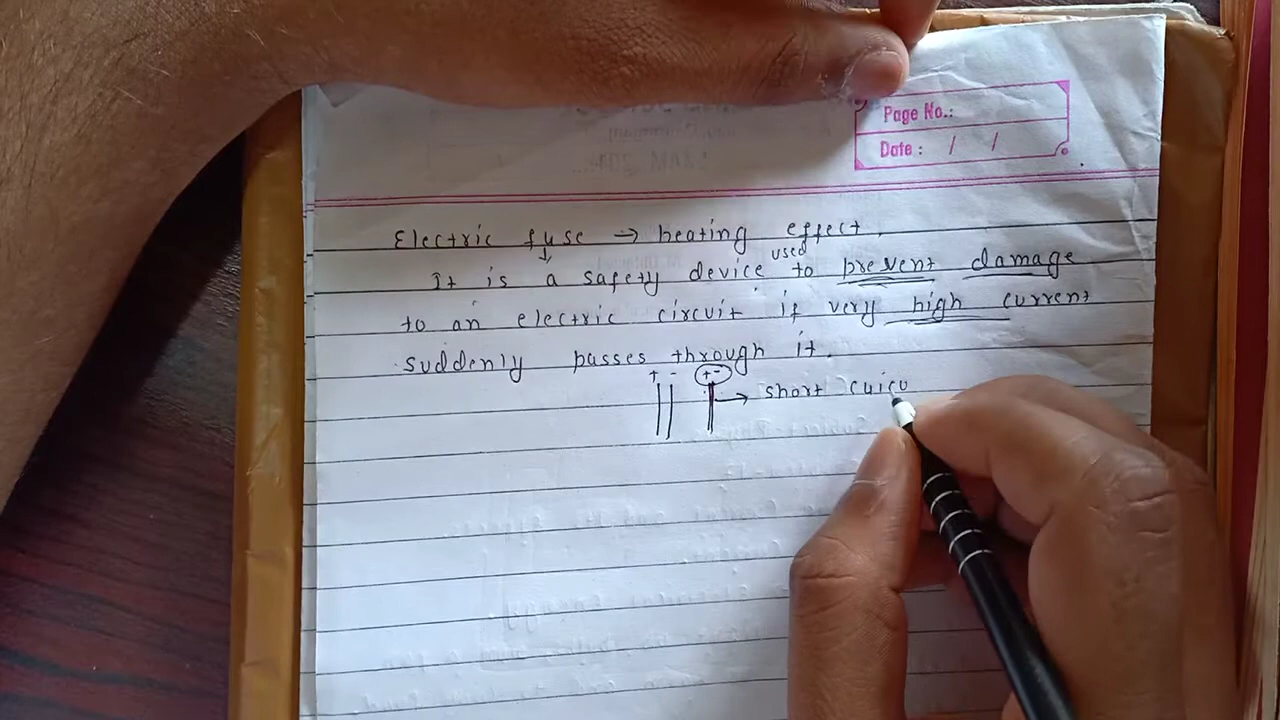 Page No.:
Date : / /
Electric fuse → heating effect.
↓ used
It is a safety device to prevent damage
to an electric circuit if very high current
suddenly passes through it.
+ - + -
→ short